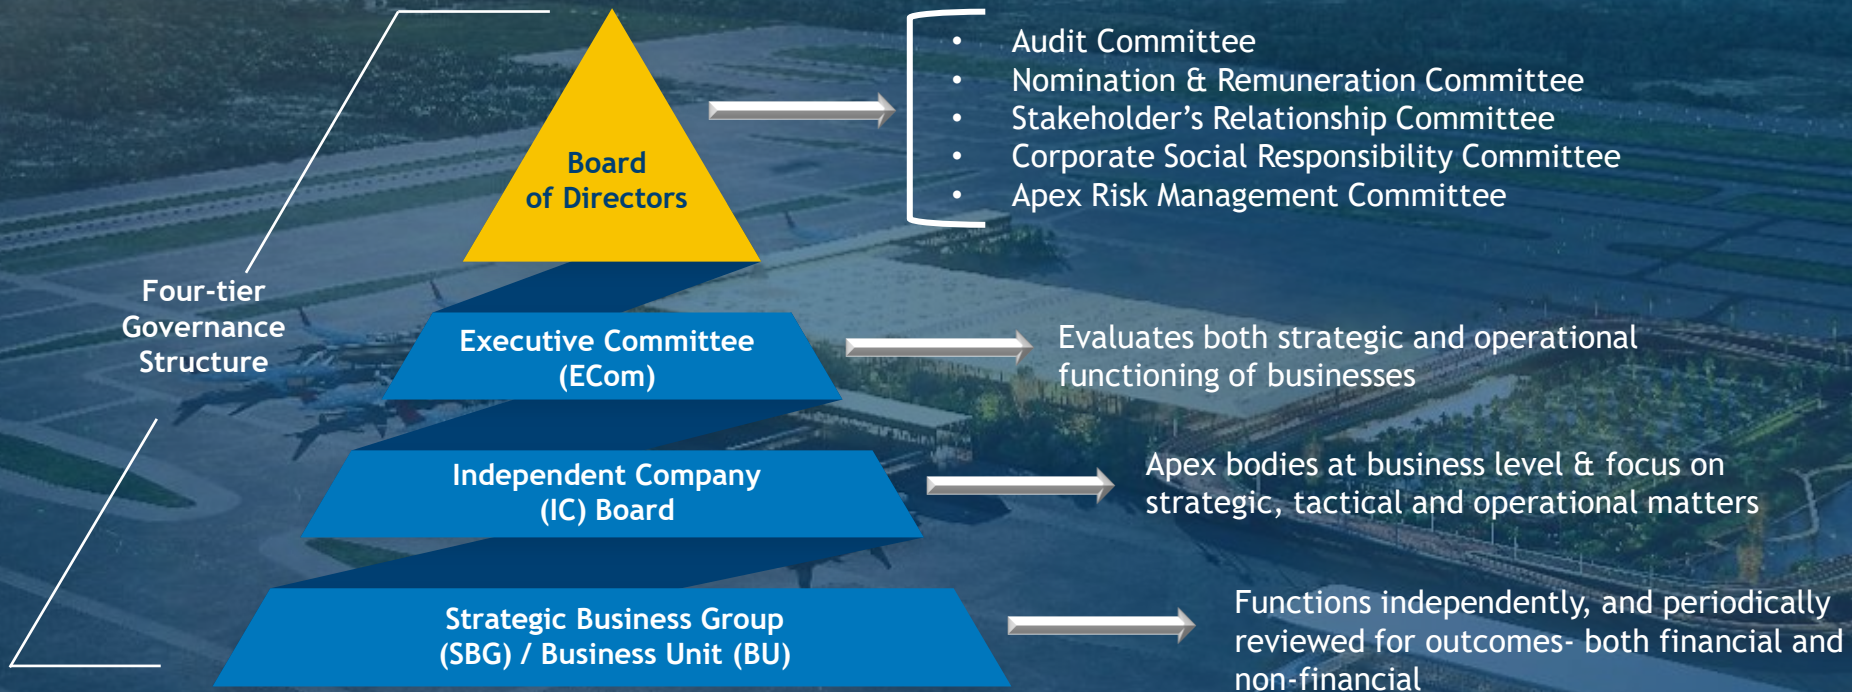 Four-tier
Governance
Structure
Board
of Directors
• Audit Committee
• Nomination & Remuneration Committee
• Stakeholder’s Relationship Committee
• Corporate Social Responsibility Committee
• Apex Risk Management Committee
Executive Committee
(ECom)
Evaluates both strategic and operational
functioning of businesses
Independent Company
(IC) Board
Apex bodies at business level & focus on
strategic, tactical and operational matters
Strategic Business Group
(SBG) / Business Unit (BU)
Functions independently, and periodically
reviewed for outcomes- both financial and
non-financial